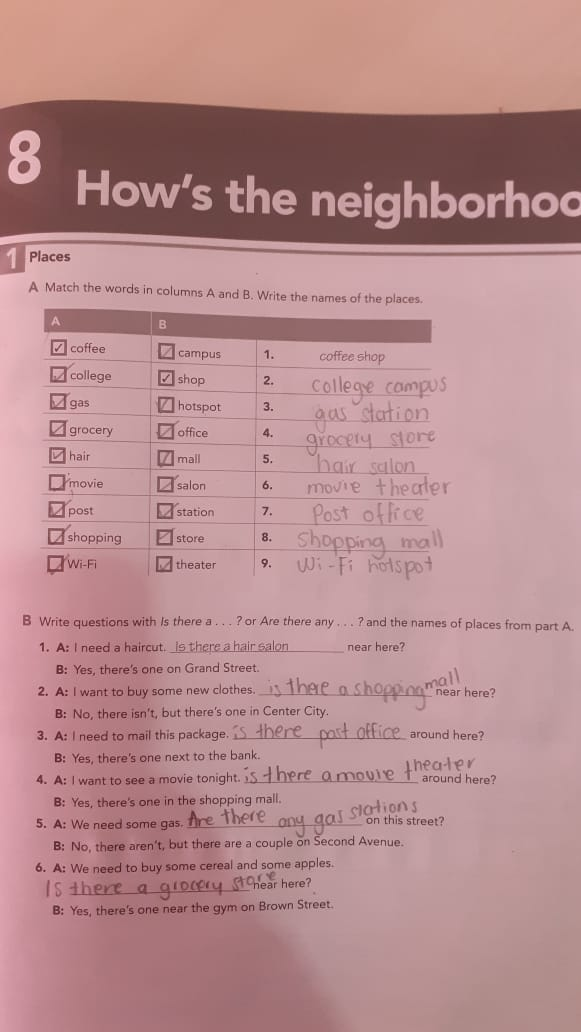 8
How's the neighborhoo
1 Places
A Match the words in columns A and B. Write the names of the places.
A B
coffee campus 1. coffee shop
college shop 2. college campus
gas hotspot 3. gas station
grocery office 4. grocery store
hair mall 5. hair salon
movie salon 6. movie theater
post station 7. Post office
shopping store 8. Shopping mall
Wi-Fi theater 9. Wi-Fi hotspot
B Write questions with Is there a . . . ? or Are there any . . . ? and the names of places from part A.
1. A: I need a haircut. Is there a hair salon near here?
B: Yes, there's one on Grand Street.
2. A: I want to buy some new clothes. is there a shopping mall near here?
B: No, there isn't, but there's one in Center City.
3. A: I need to mail this package. is there post office around here?
B: Yes, there's one next to the bank.
4. A: I want to see a movie tonight. is there a movie theater around here?
B: Yes, there's one in the shopping mall.
5. A: We need some gas. Are there any gas stations on this street?
B: No, there aren't, but there are a couple on Second Avenue.
6. A: We need to buy some cereal and some apples.
Is there a grocery store near here?
B: Yes, there's one near the gym on Brown Street.